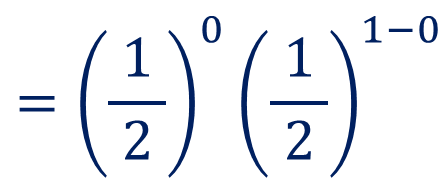 = (1/2)^0 (1/2)^{1−0}